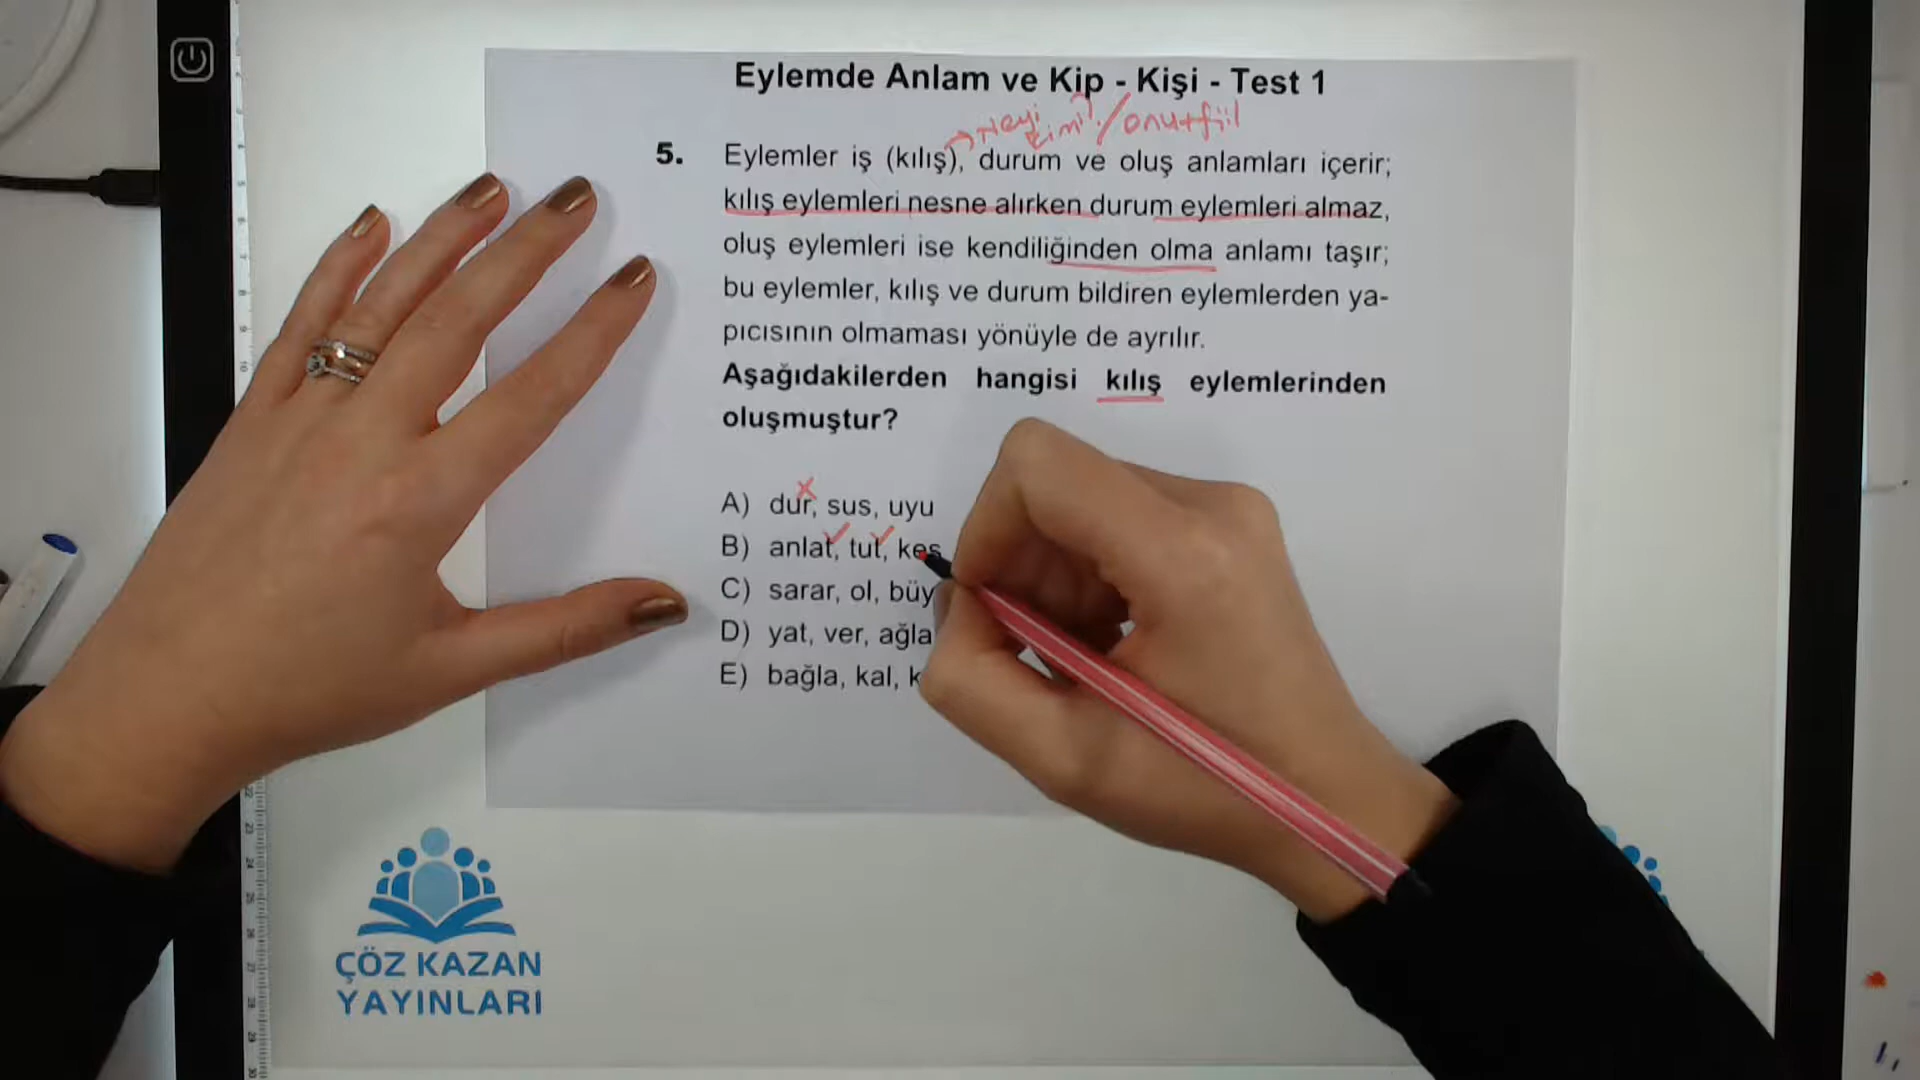 Eylemde Anlam ve Kip - Kişi - Test 1
Neyi
Kimi? / onu + fiil
5. Eylemler iş (kılış), durum ve oluş anlamları içerir;
kılış eylemleri nesne alırken durum eylemleri almaz,
oluş eylemleri ise kendiliğinden olma anlamı taşır;
bu eylemler, kılış ve durum bildiren eylemlerden ya-
pıcısının olmaması yönüyle de ayrılır.
Aşağıdakilerden hangisi kılış eylemlerinden
oluşmuştur?
A) dur, sus, uyu
B) anlat, tut, kes
C) sarar, ol, büy
D) yat, ver, ağla
E) bağla, kal, k
ÇÖZ KAZAN
YAYINLARI